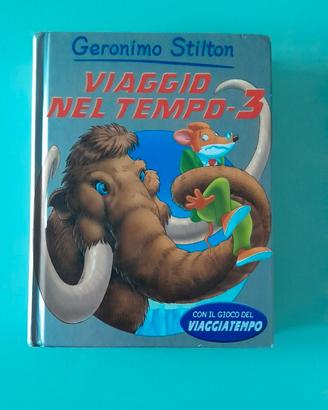 Geronimo Stilton
VIAGGIO
NEL TEMPO-3
CON IL GIOCO DEL
VIAGGIATEMPO